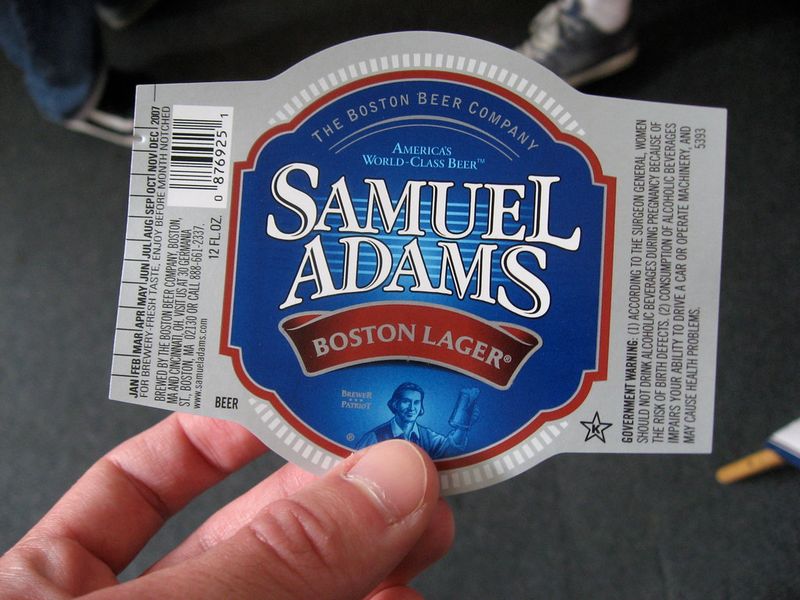 JAN FEB MAR APR MAY JUN JUL AUG SEP OCT NOV DEC 2007
FOR BREWERY-FRESH TASTE, ENJOY BEFORE MONTH NOTCHED
BREWED BY THE BOSTON BEER COMPANY, BOSTON,
MA AND CINCINNATI, OH. VISIT US AT 30 GERMANIA
ST., BOSTON, MA 02130 OR CALL 888-661-2337.
www.samueladams.com
12 FL.OZ.
0 876925 1
BEER
THE BOSTON BEER COMPANY
AMERICA'S
WORLD-CLASS BEER™
SAMUEL
ADAMS
BOSTON LAGER®
BREWER
PATRIOT
®
K
GOVERNMENT WARNING: (1) ACCORDING TO THE SURGEON GENERAL, WOMEN
SHOULD NOT DRINK ALCOHOLIC BEVERAGES DURING PREGNANCY BECAUSE OF
THE RISK OF BIRTH DEFECTS. (2) CONSUMPTION OF ALCOHOLIC BEVERAGES
IMPAIRS YOUR ABILITY TO DRIVE A CAR OR OPERATE MACHINERY, AND
MAY CAUSE HEALTH PROBLEMS.
5393